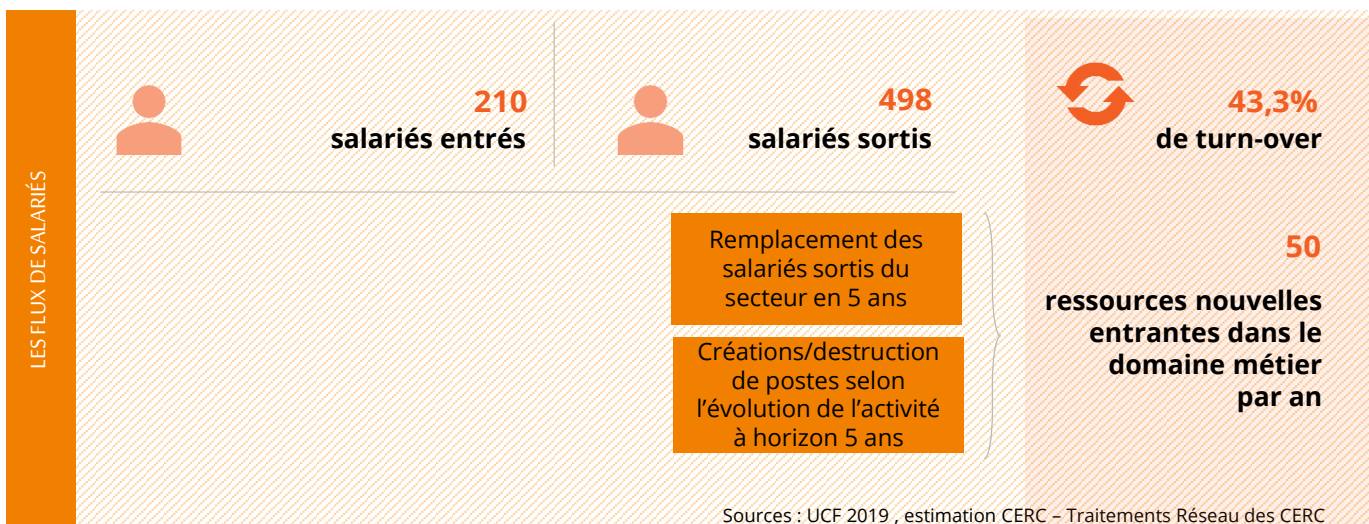 LES FLUX DE SALARIÉS
210
salariés entrés
498
salariés sortis
43,3%
de turn-over
Remplacement des
salariés sortis du
secteur en 5 ans
Créations/destruction
de postes selon
l’évolution de l’activité
à horizon 5 ans
50
ressources nouvelles
entrantes dans le
domaine métier
par an
Sources : UCF 2019 , estimation CERC – Traitements Réseau des CERC